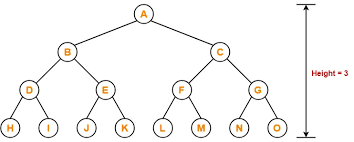 A
B C
Height = 3
D E F G
H I J K L M N O